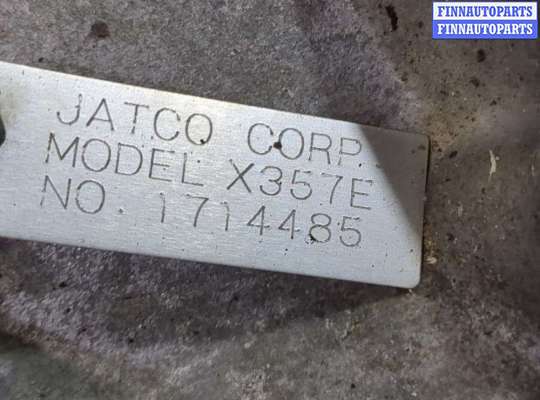 FINNAUTOPARTS
FINNAUTOPARTS
JATCO CORP.
MODEL X357E
NO. 1714485